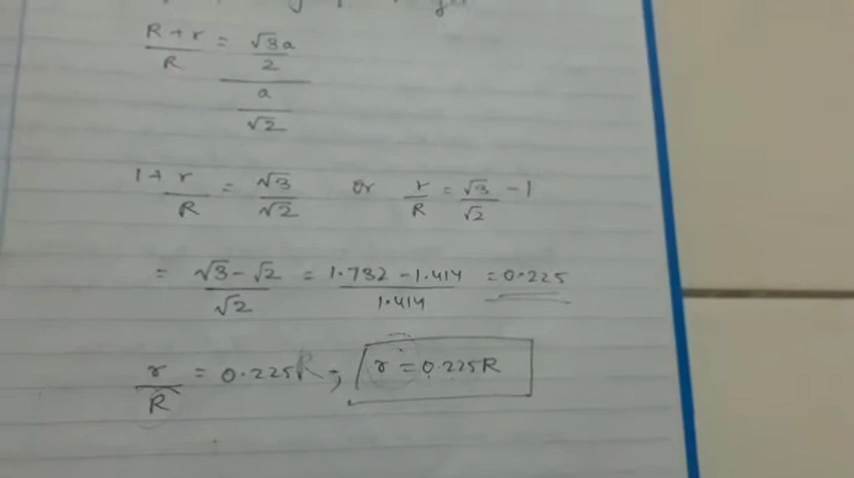 R + r / R = √3a / 2 / a / √2
1 + r / R = √3 / √2 or r / R = √3 / √2 - 1
= √3 - √2 / √2 = 1.732 - 1.414 / 1.414 = 0.225
r / R = 0.225R ; r = 0.225R